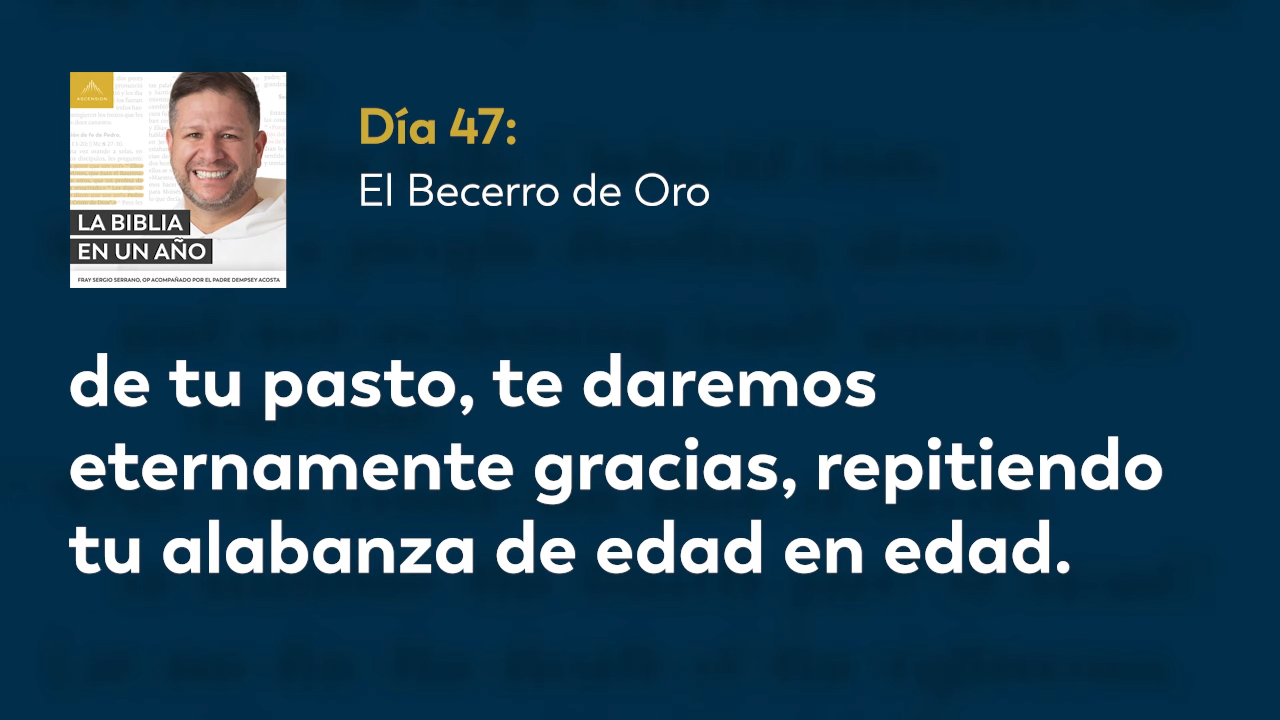 ASCENSION
LA BIBLIA
EN UN AÑO
FRAY SERGIO SERRANO, OP ACOMPAÑADO POR EL PADRE DEMPSEY ACOSTA
Día 47:
El Becerro de Oro
de tu pasto, te daremos
eternamente gracias, repitiendo
tu alabanza de edad en edad.